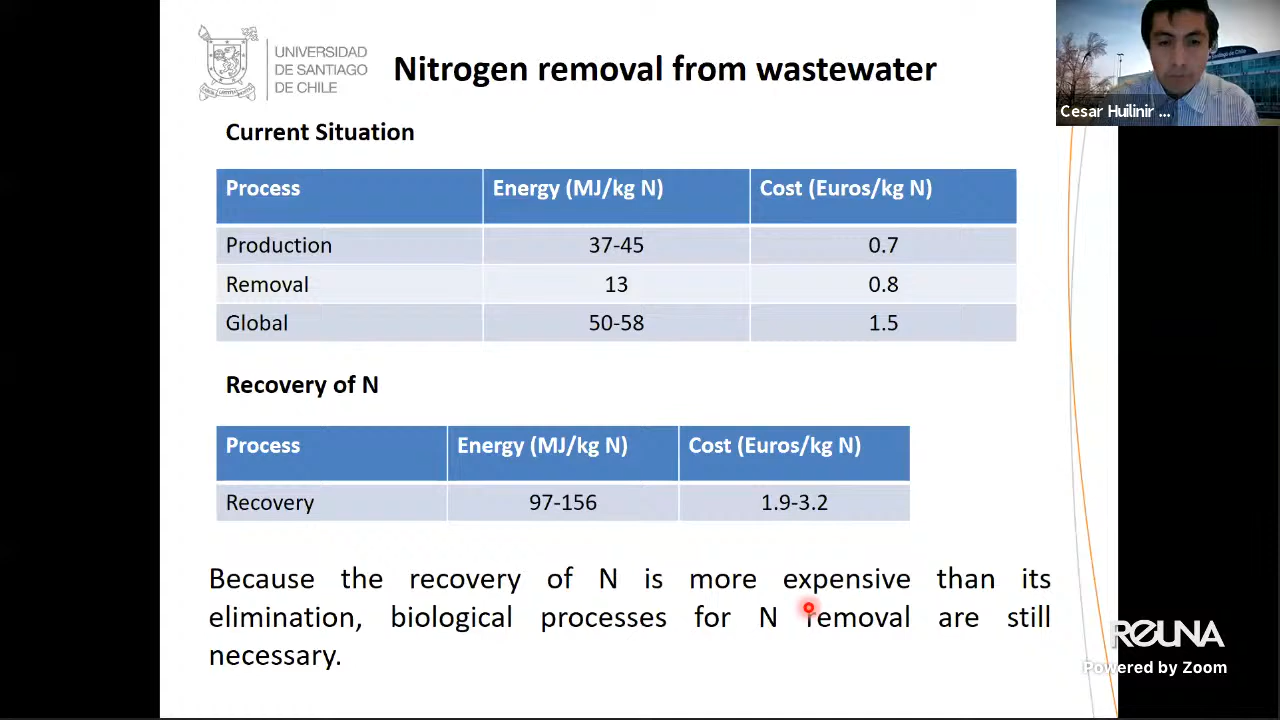 UNIVERSIDAD
DE SANTIAGO
DE CHILE
Nitrogen removal from wastewater
Cesar Huilinir ...
Current Situation
Process Energy (MJ/kg N) Cost (Euros/kg N)
Production 37-45 0.7
Removal 13 0.8
Global 50-58 1.5
Recovery of N
Process Energy (MJ/kg N) Cost (Euros/kg N)
Recovery 97-156 1.9-3.2
Because the recovery of N is more expensive than its
elimination, biological processes for N removal are still
necessary.
REUNA
Powered by Zoom